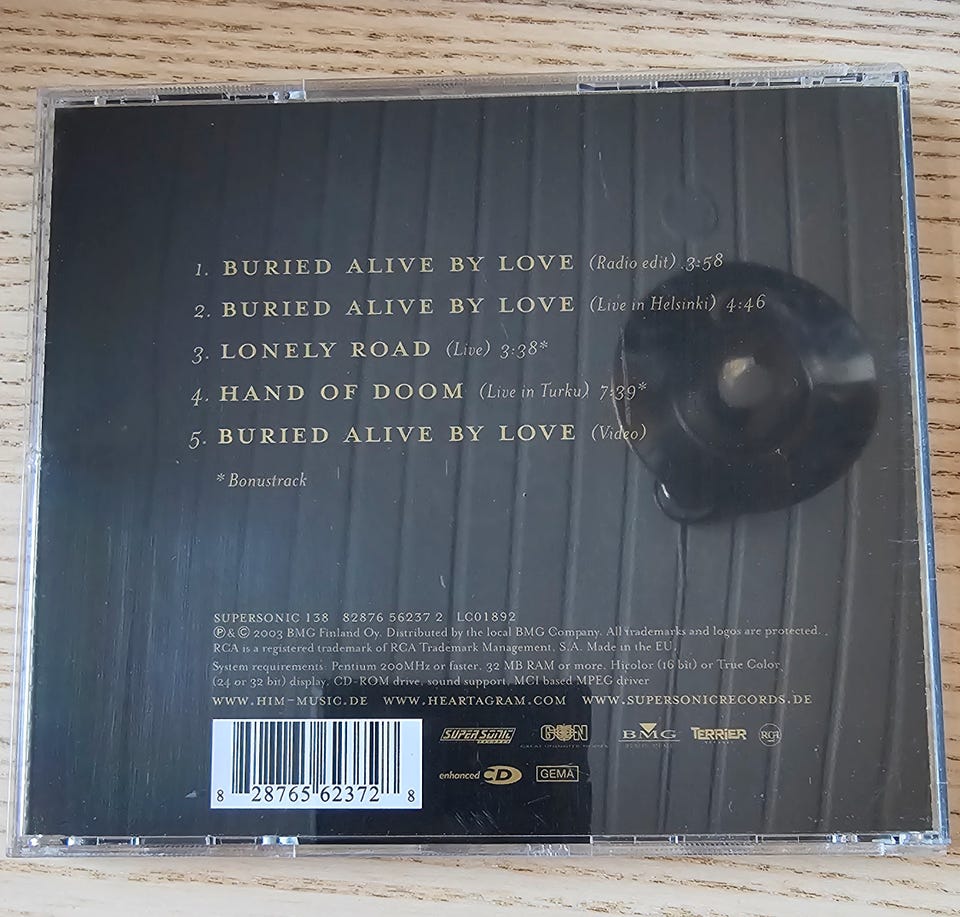 1. BURIED ALIVE BY LOVE (Radio edit) 3:58
2. BURIED ALIVE BY LOVE (Live in Helsinki) 4:46
3. LONELY ROAD (Live) 3:38*
4. HAND OF DOOM (Live in Turku) 7:39*
5. BURIED ALIVE BY LOVE (Video)
* Bonustrack
SUPERSONIC 138 82876 56237 2 LC01892
℗ & © 2003 BMG Finland Oy. Distributed by the local BMG Company. All trademarks and logos are protected.
RCA is a registered trademark of RCA Trademark Management, S.A. Made in the EU.
System requirements: Pentium 200MHz or faster, 32 MB RAM or more, Hicolor (16 bit) or True Color
(24 or 32 bit) display, CD-ROM drive, sound support, MCI based MPEG driver
WWW.HIM-MUSIC.DE WWW.HEARTAGRAM.COM WWW.SUPERSONICRECORDS.DE
SUPERSONIC RECORDS GUN BMG TERRIER RCA
enhanced CD GEMA
8 28765 62372 8